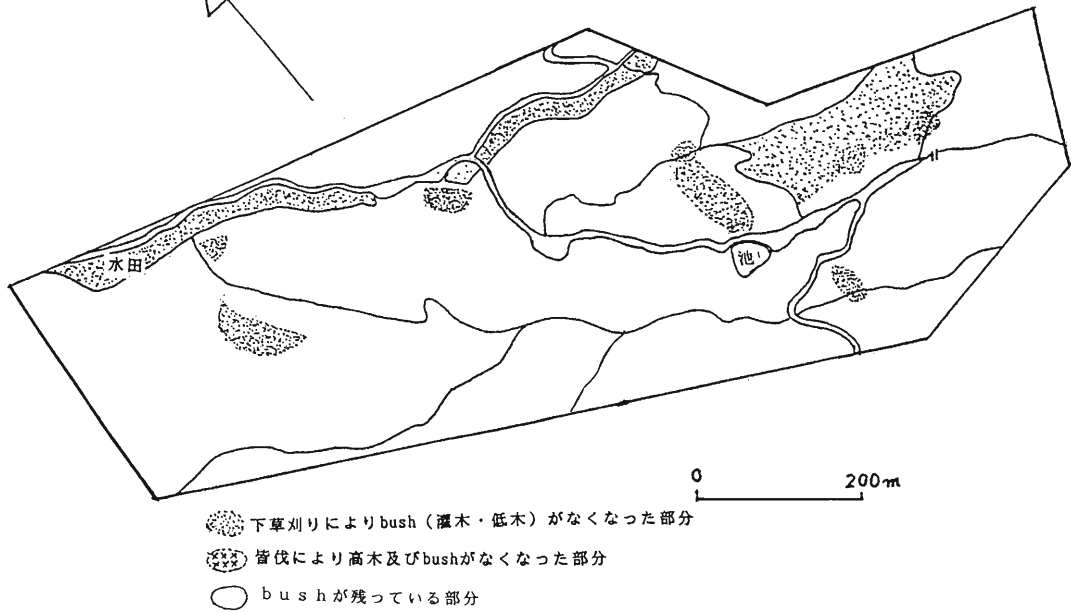 水田
池
0 200m
下草刈りによりbush（灌木・低木）がなくなった部分
皆伐により高木及びbushがなくなった部分
bushが残っている部分